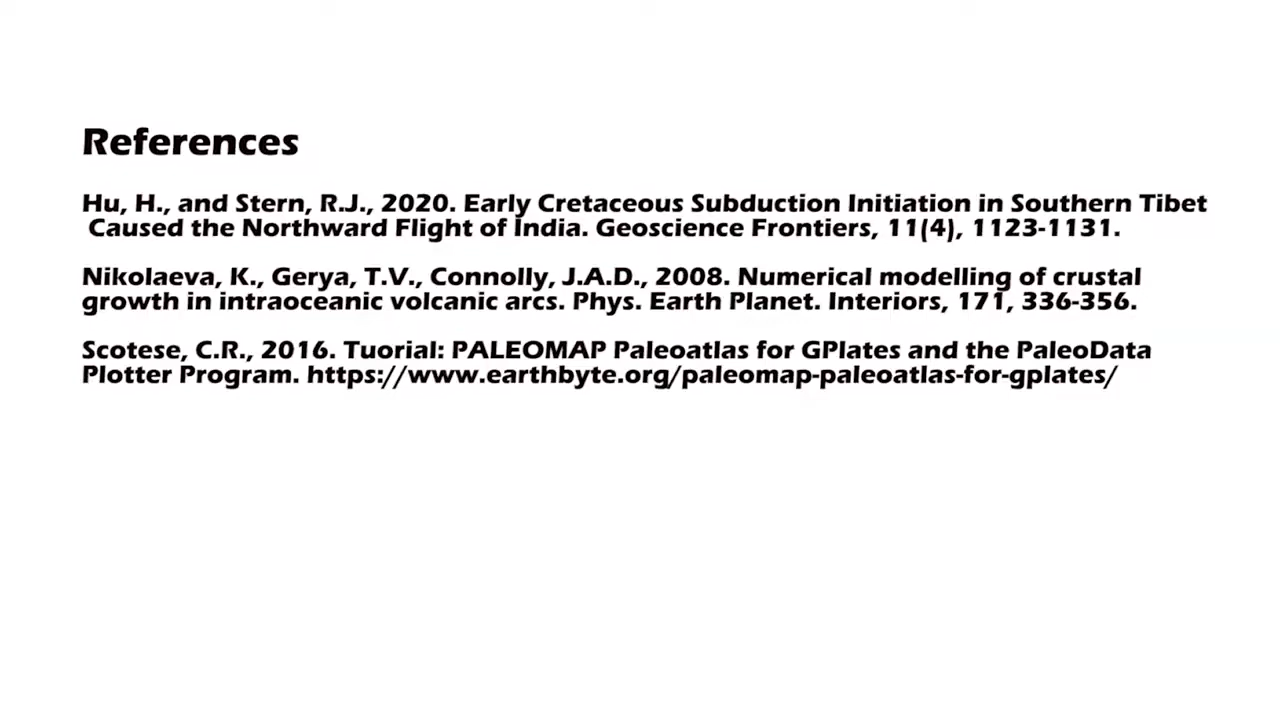 References
Hu, H., and Stern, R.J., 2020. Early Cretaceous Subduction Initiation in Southern Tibet
Caused the Northward Flight of India. Geoscience Frontiers, 11(4), 1123-1131.
Nikolaeva, K., Gerya, T.V., Connolly, J.A.D., 2008. Numerical modelling of crustal
growth in intraoceanic volcanic arcs. Phys. Earth Planet. Interiors, 171, 336-356.
Scotese, C.R., 2016. Tuorial: PALEOMAP Paleoatlas for GPlates and the PaleoData
Plotter Program. https://www.earthbyte.org/paleomap-paleoatlas-for-gplates/